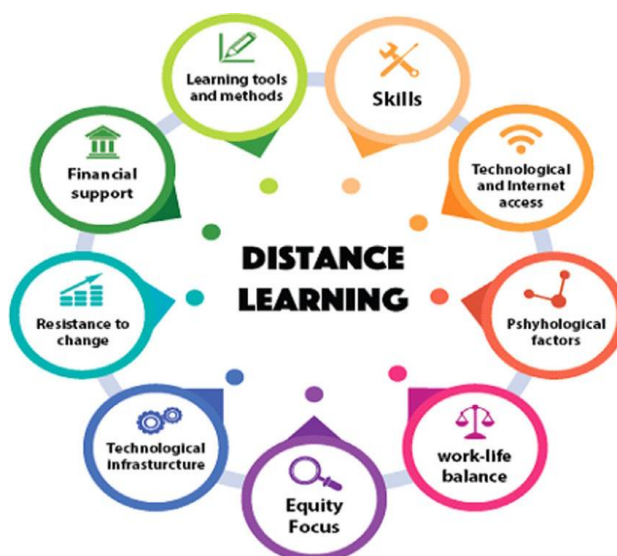 DISTANCE
LEARNING
Learning tools
and methods
Skills
Technological
and Internet
access
Pshyhological
factors
work-life
balance
Equity
Focus
Technological
infrasturcture
Resistance to
change
Financial
support